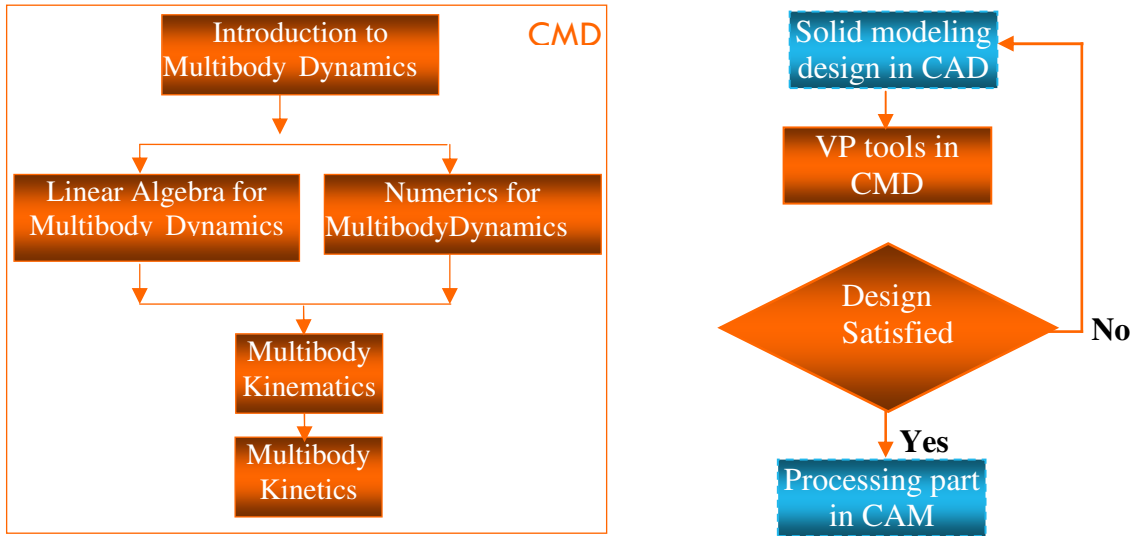 CMD
Introduction to
Multibody Dynamics
Linear Algebra for
Multibody Dynamics
Numerics for
MultibodyDynamics
Multibody
Kinematics
Multibody
Kinetics
Solid modeling
design in CAD
VP tools in
CMD
Design
Satisfied
No
Yes
Processing part
in CAM